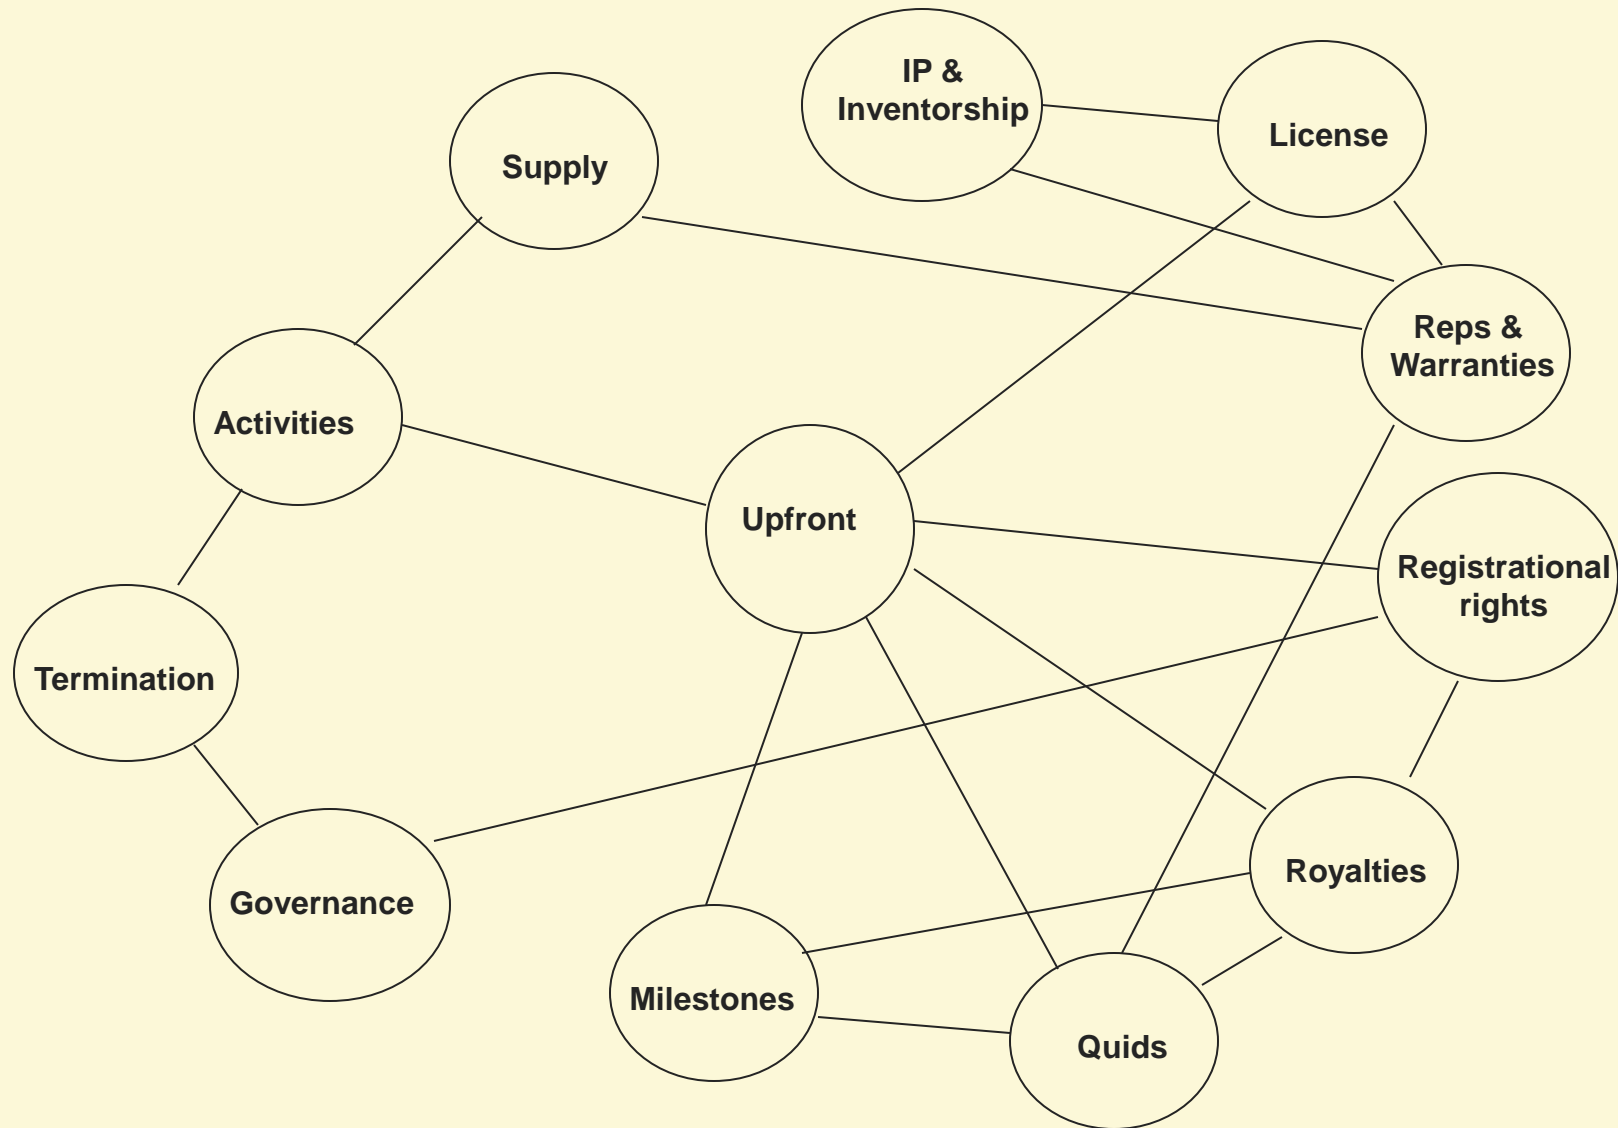 IP &
Inventorship
License
Supply
Reps &
Warranties
Activities
Upfront
Registrational
rights
Termination
Royalties
Governance
Milestones
Quids